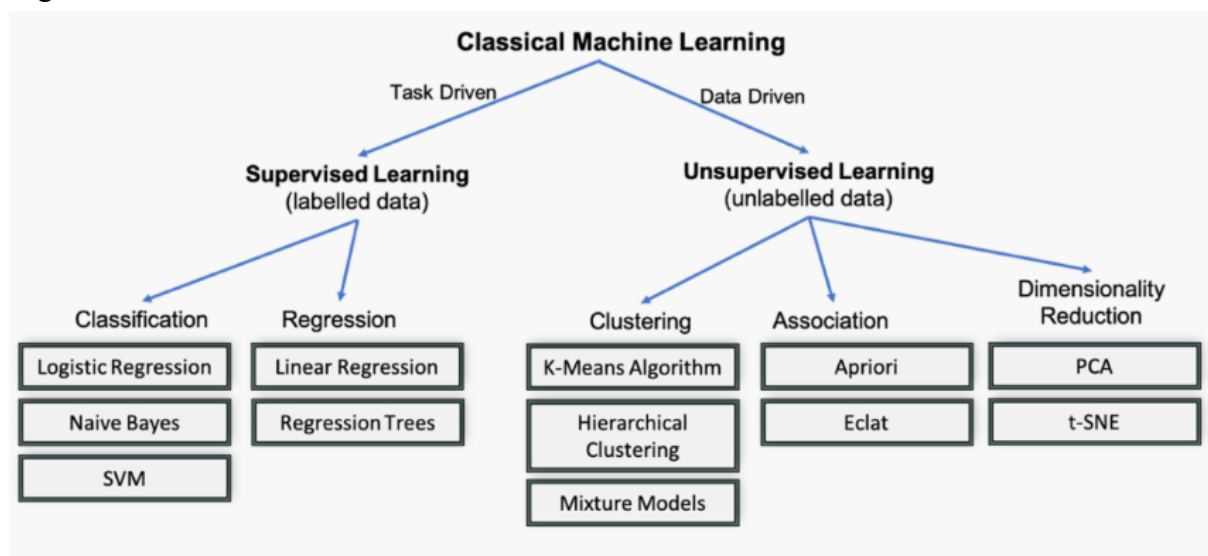 Classical Machine Learning
Task Driven
Data Driven
Supervised Learning
(labelled data)
Unsupervised Learning
(unlabelled data)
Classification
Regression
Clustering
Association
Dimensionality
Reduction
Logistic Regression
Naive Bayes
SVM
Linear Regression
Regression Trees
K-Means Algorithm
Hierarchical
Clustering
Mixture Models
Apriori
Eclat
PCA
t-SNE